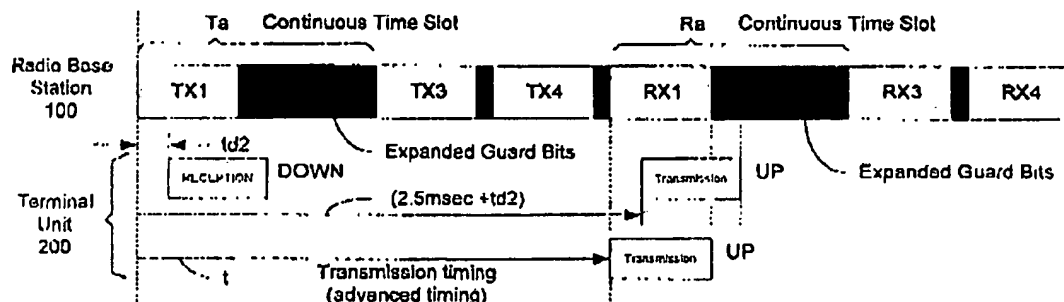 Ta Continuous Time Slot Ra Continuous Time Slot
Radio Base
Station
100
TX1 TX3 TX4 RX1 RX3 RX4
td2
Expanded Guard Bits
RECEPTION DOWN
Transmission UP
Expanded Guard Bits
Terminal
Unit
200
(2.5msec +td2)
Transmission UP
t
Transmission timing
(advanced timing)